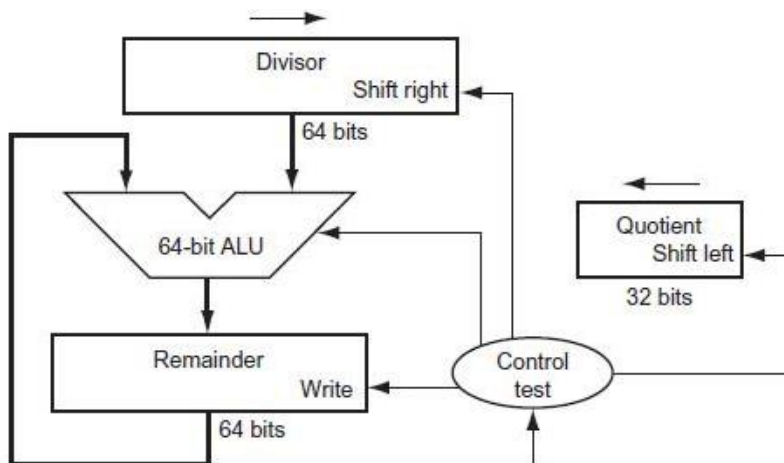 Divisor
Shift right
64 bits
64-bit ALU
Quotient
Shift left
32 bits
Remainder
Write
64 bits
Control
test